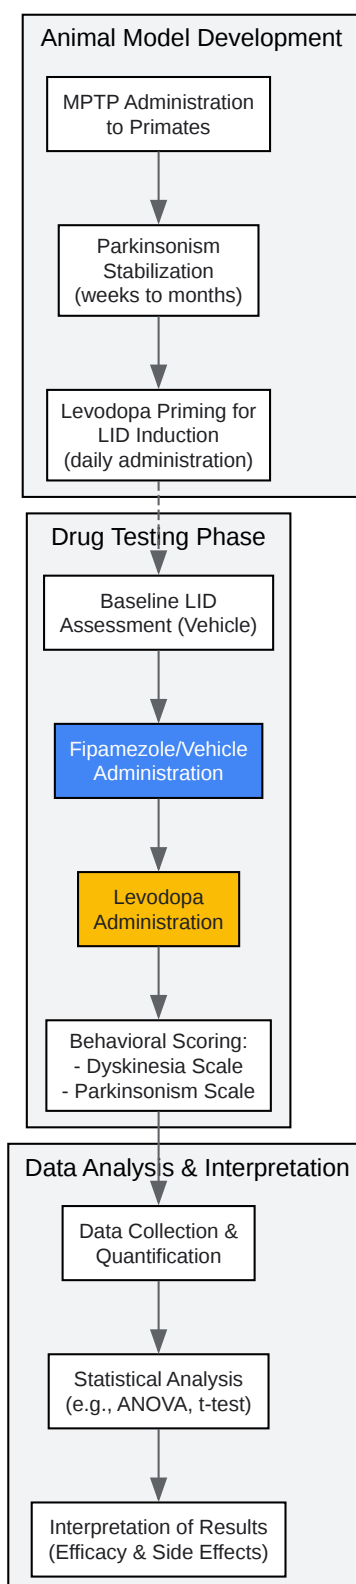 Animal Model Development
MPTP Administration
to Primates
Parkinsonism
Stabilization
(weeks to months)
Levodopa Priming for
LID Induction
(daily administration)
Drug Testing Phase
Baseline LID
Assessment (Vehicle)
Fipamezole/Vehicle
Administration
Levodopa
Administration
Behavioral Scoring:
- Dyskinesia Scale
- Parkinsonism Scale
Data Analysis & Interpretation
Data Collection &
Quantification
Statistical Analysis
(e.g., ANOVA, t-test)
Interpretation of Results
(Efficacy & Side Effects)